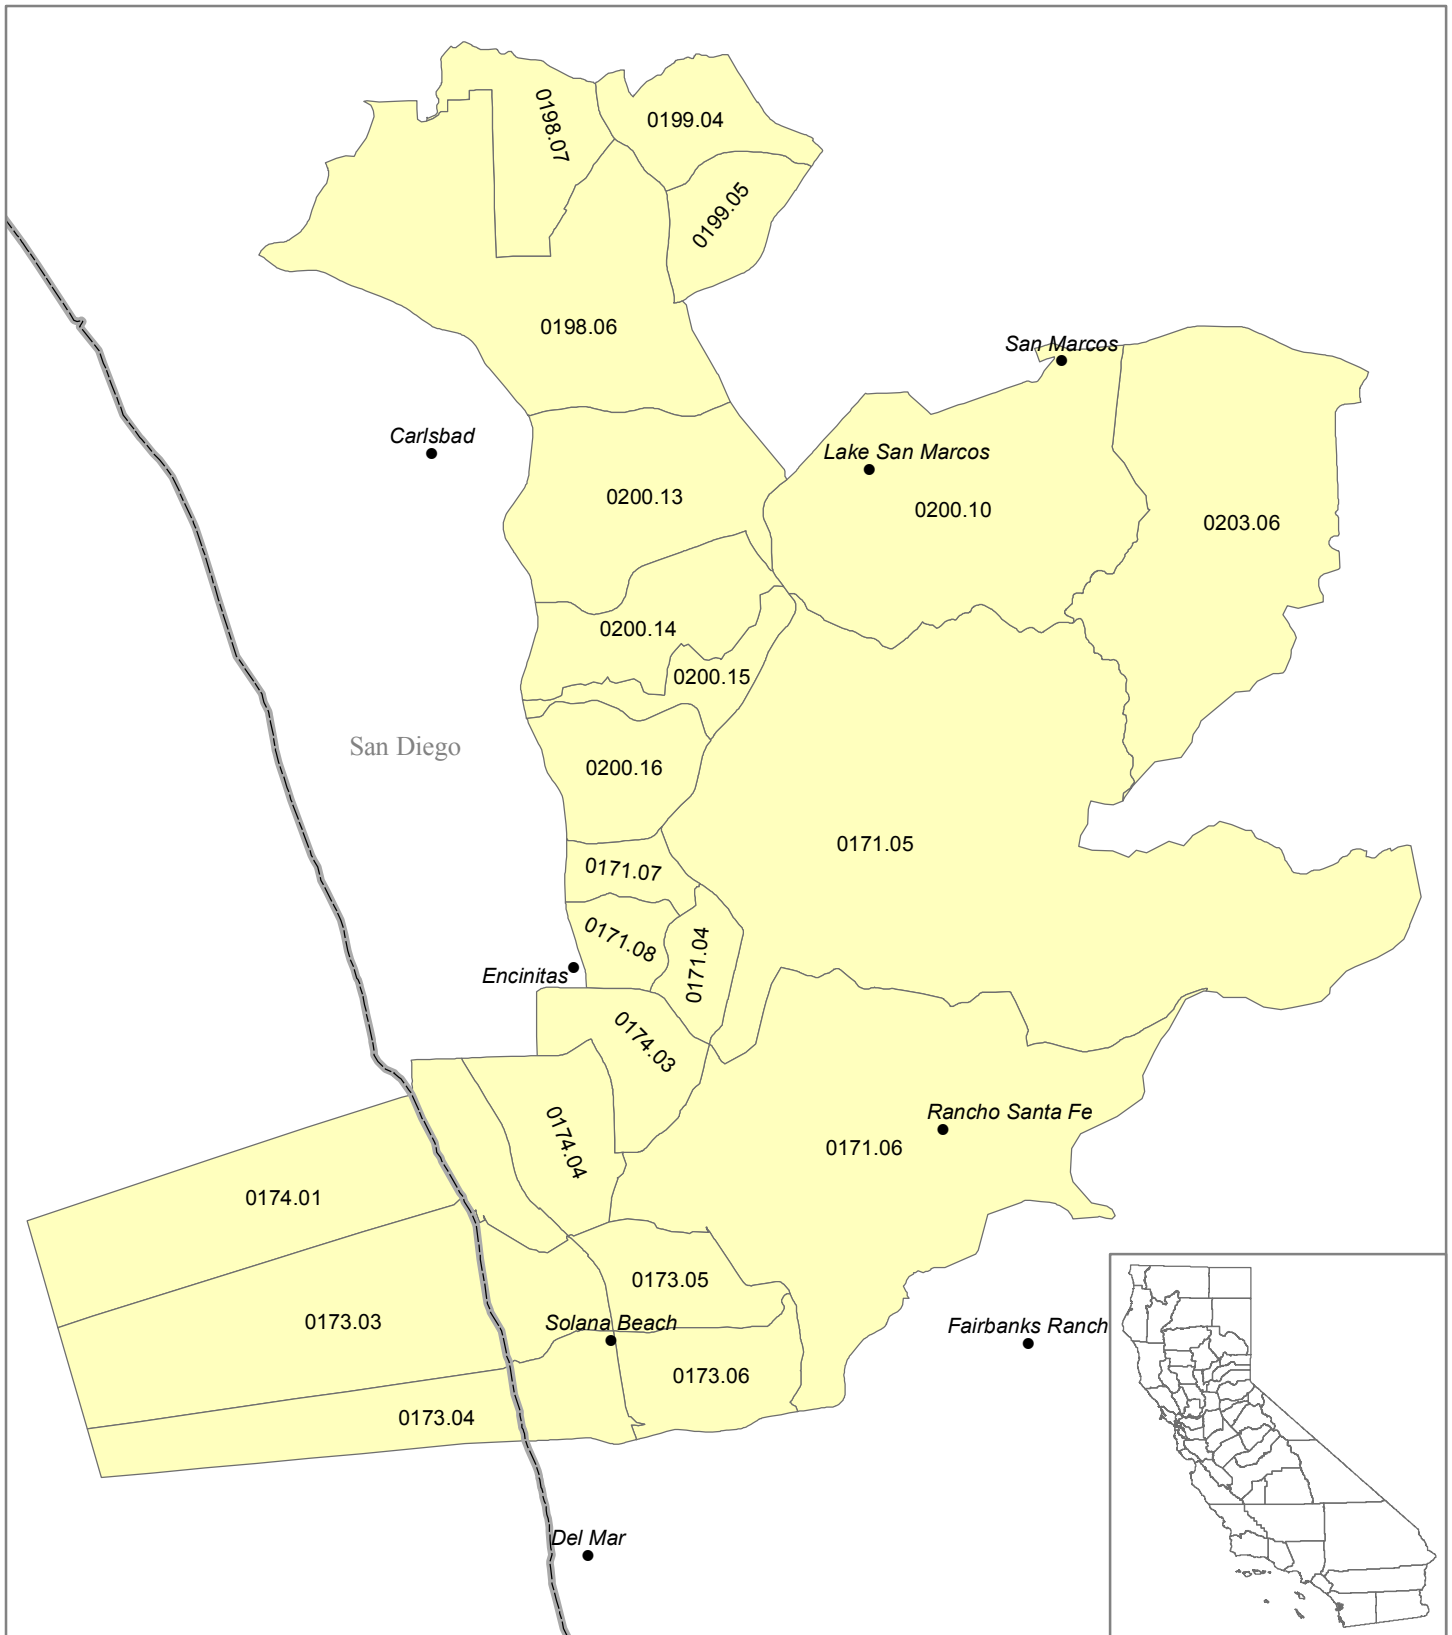 0198.07
0199.04
0199.05
0198.06
San Marcos
Carlsbad
Lake San Marcos
0200.13
0200.10
0203.06
0200.14
0200.15
San Diego
0200.16
0171.05
0171.07
0171.08
0171.04
Encinitas
0174.03
Rancho Santa Fe
0174.04
0171.06
0174.01
0173.05
0173.03
Solana Beach
Fairbanks Ranch
0173.06
0173.04
Del Mar